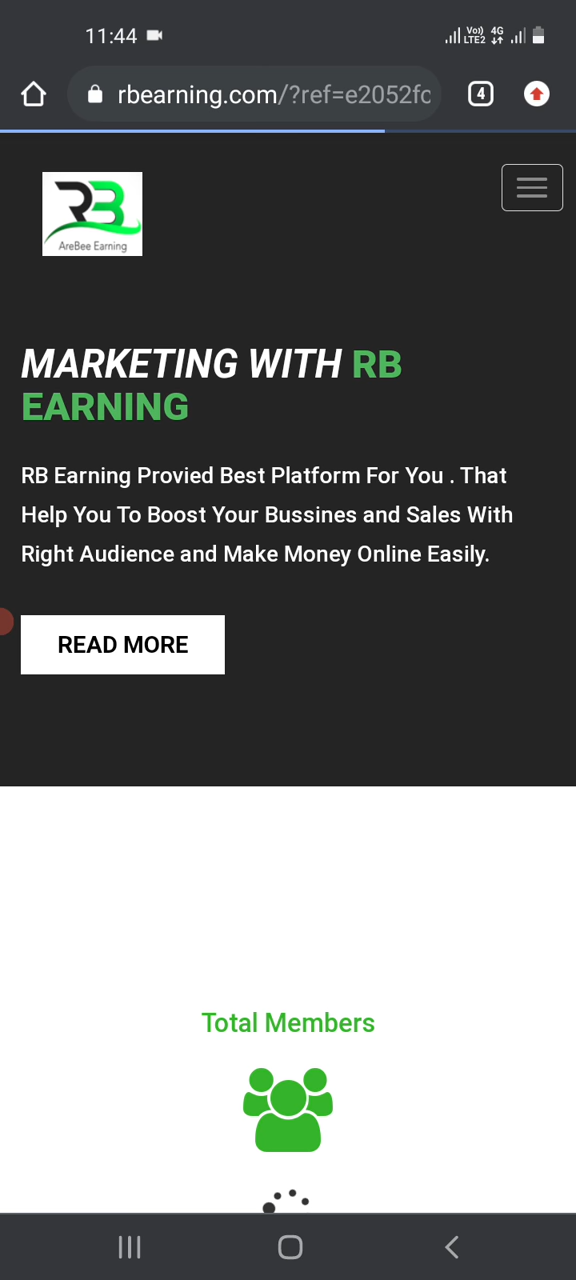 11:44
Vo)) 4G
LTE2
rbearning.com/?ref=e2052fc
4
RB
AreBee Earning
MARKETING WITH RB
EARNING
RB Earning Provied Best Platform For You . That
Help You To Boost Your Bussines and Sales With
Right Audience and Make Money Online Easily.
READ MORE
Total Members